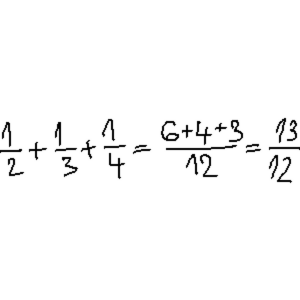 1/2 + 1/3 + 1/4 = (6+4+3)/12 = 13/12